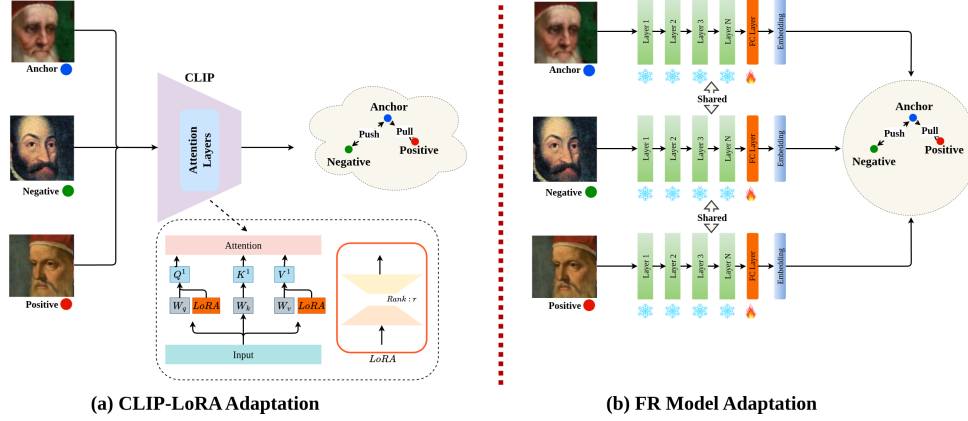 Anchor
Negative
Positive
CLIP
Attention
Layers
Anchor
Push
Pull
Negative
Positive
Attention
Q¹
K¹
V¹
W_q
LoRA
W_k
W_v
LoRA
Input
Rank : r
LoRA
(a) CLIP-LoRA Adaptation
Anchor
Layer 1
Layer 2
Layer 3
Layer N
FC Layer
Embedding
Shared
Negative
Layer 1
Layer 2
Layer 3
Layer N
FC Layer
Embedding
Shared
Positive
Layer 1
Layer 2
Layer 3
Layer N
FC Layer
Embedding
Anchor
Push
Pull
Negative
Positive
(b) FR Model Adaptation